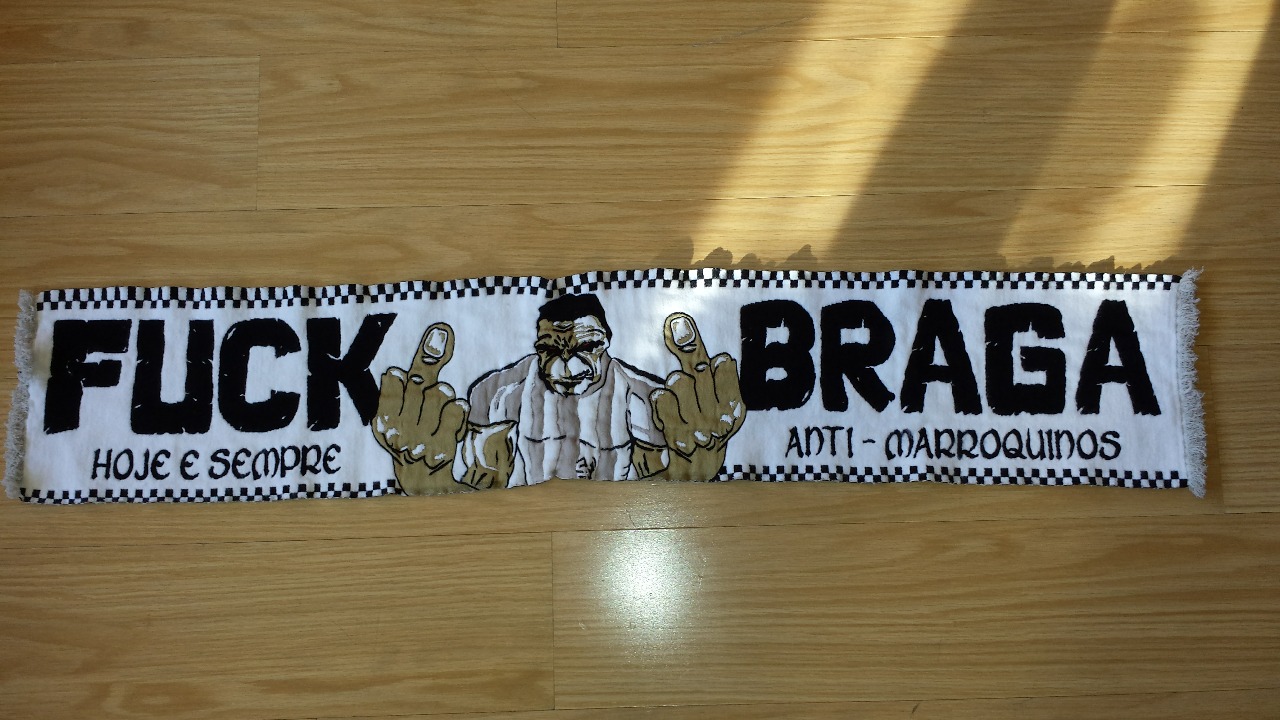 FUCK BRAGA
HOJE E SEMPRE
ANTI - MARROQUINOS